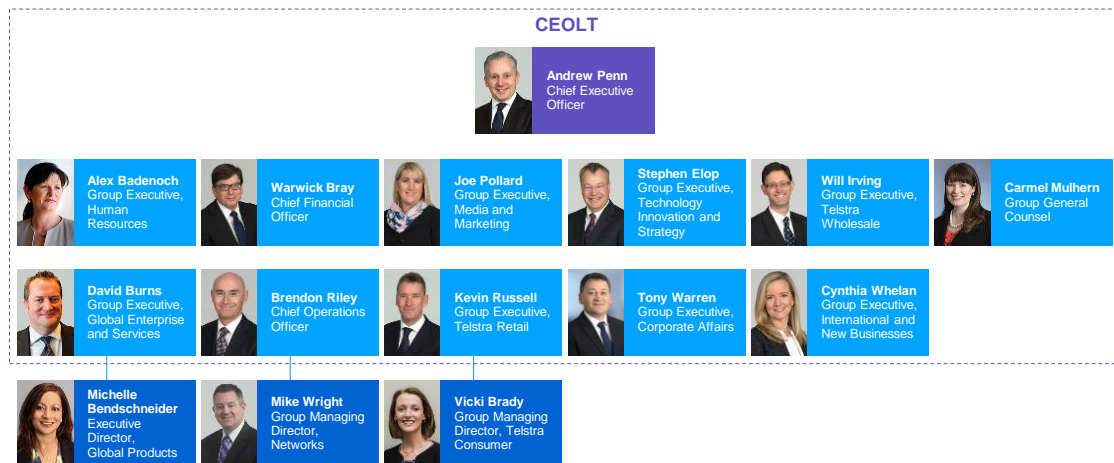 CEOLT
Andrew Penn
Chief Executive
Officer
Alex Badenoch
Group Executive,
Human
Resources
Warwick Bray
Chief Financial
Officer
Joe Pollard
Group Executive,
Media and
Marketing
Stephen Elop
Group Executive,
Technology
Innovation and
Strategy
Will Irving
Group Executive,
Telstra
Wholesale
Carmel Mulhern
Group General
Counsel
David Burns
Group Executive,
Global Enterprise
and Services
Brendon Riley
Chief Operations
Officer
Kevin Russell
Group Executive,
Telstra Retail
Tony Warren
Group Executive,
Corporate Affairs
Cynthia Whelan
Group Executive,
International and
New Businesses
Michelle
Bendschneider
Executive
Director,
Global Products
Mike Wright
Group Managing
Director,
Networks
Vicki Brady
Group Managing
Director, Telstra
Consumer